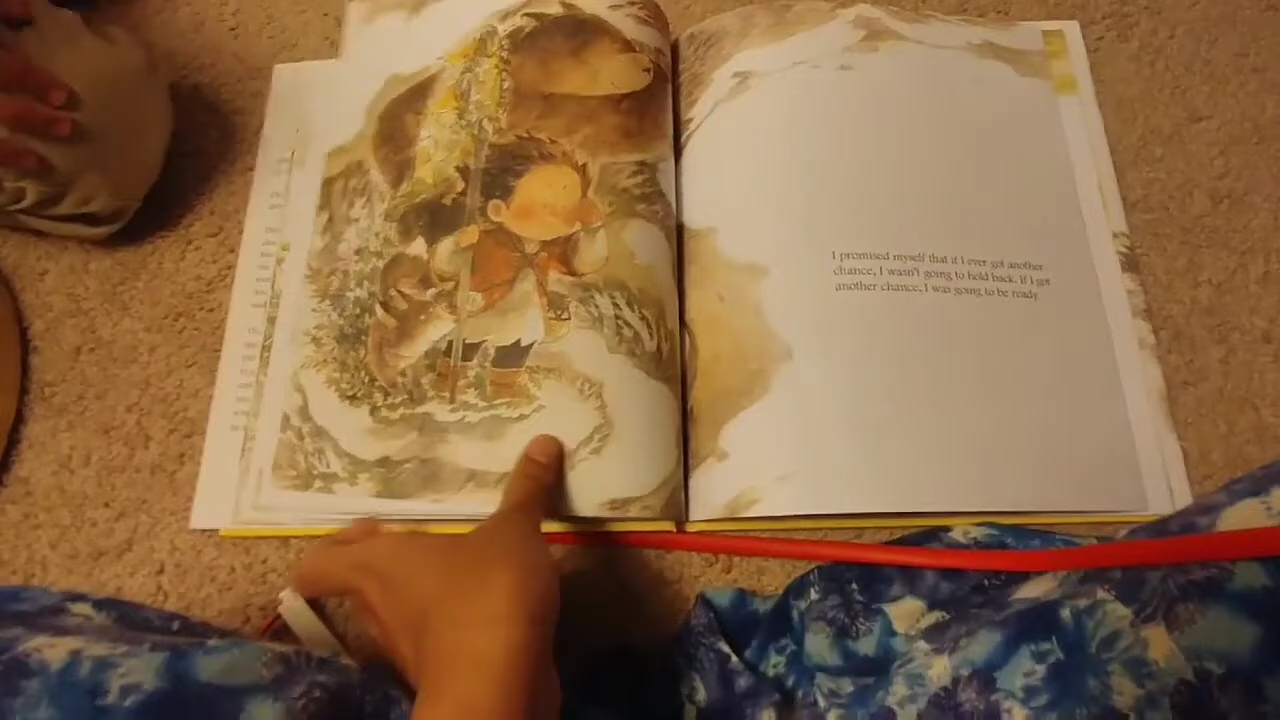 I promised myself that if I ever got another
chance, I wasn't going to hold back. If I got
another chance, I was going to be ready.